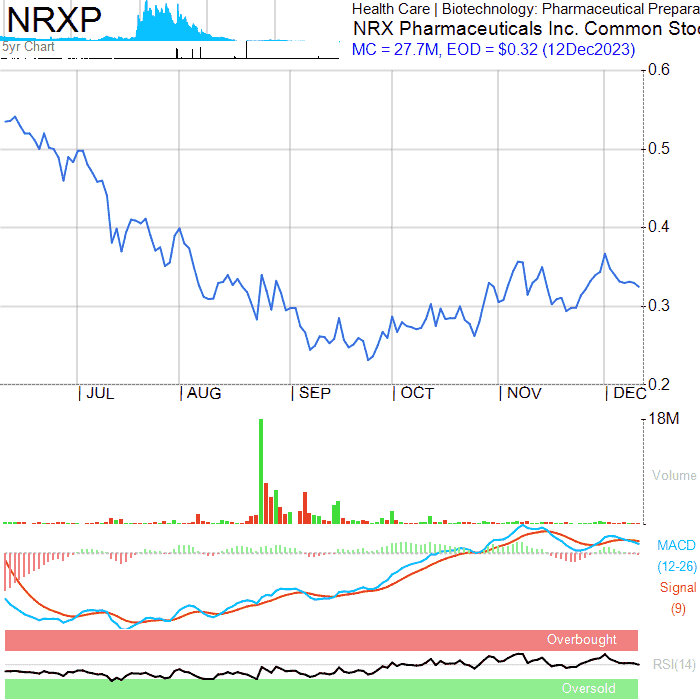 NRXP
Health Care | Biotechnology: Pharmaceutical Prepara
NRX Pharmaceuticals Inc. Common Stoc
5yr Chart
MC = 27.7M, EOD = $0.32 (12Dec2023)
0.6
0.5
0.4
0.3
0.2
| JUL | AUG | SEP | OCT | NOV | DEC
18M
Volume
MACD
(12-26)
Signal
(9)
Overbought
RSI(14)
Oversold